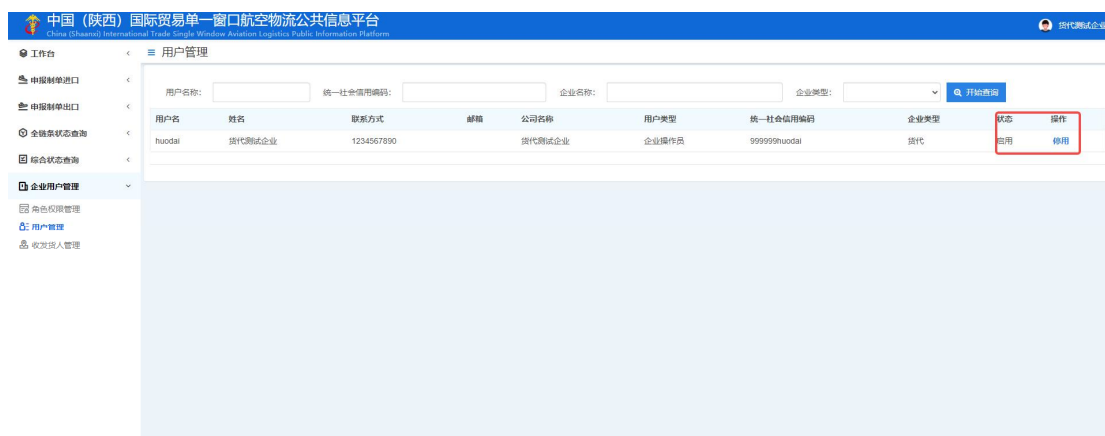 中国（陕西）国际贸易单一窗口航空物流公共信息平台
China (Shaanxi) International Trade Single Window Aviation Logistics Public Information Platform
货代测试企业
工作台
申报制单进口
申报制单出口
全链条状态查询
综合状态查询
企业用户管理
角色权限管理
用户管理
收发货人管理
用户管理
用户名称: 统一社会信用编码: 企业名称: 企业类型: 开始查询
用户名 姓名 联系方式 邮箱 公司名称 用户类型 统一社会信用编码 企业类型 状态 操作
huodai 货代测试企业 1234567890 货代测试企业 企业操作员 999999huodai 货代 启用 停用